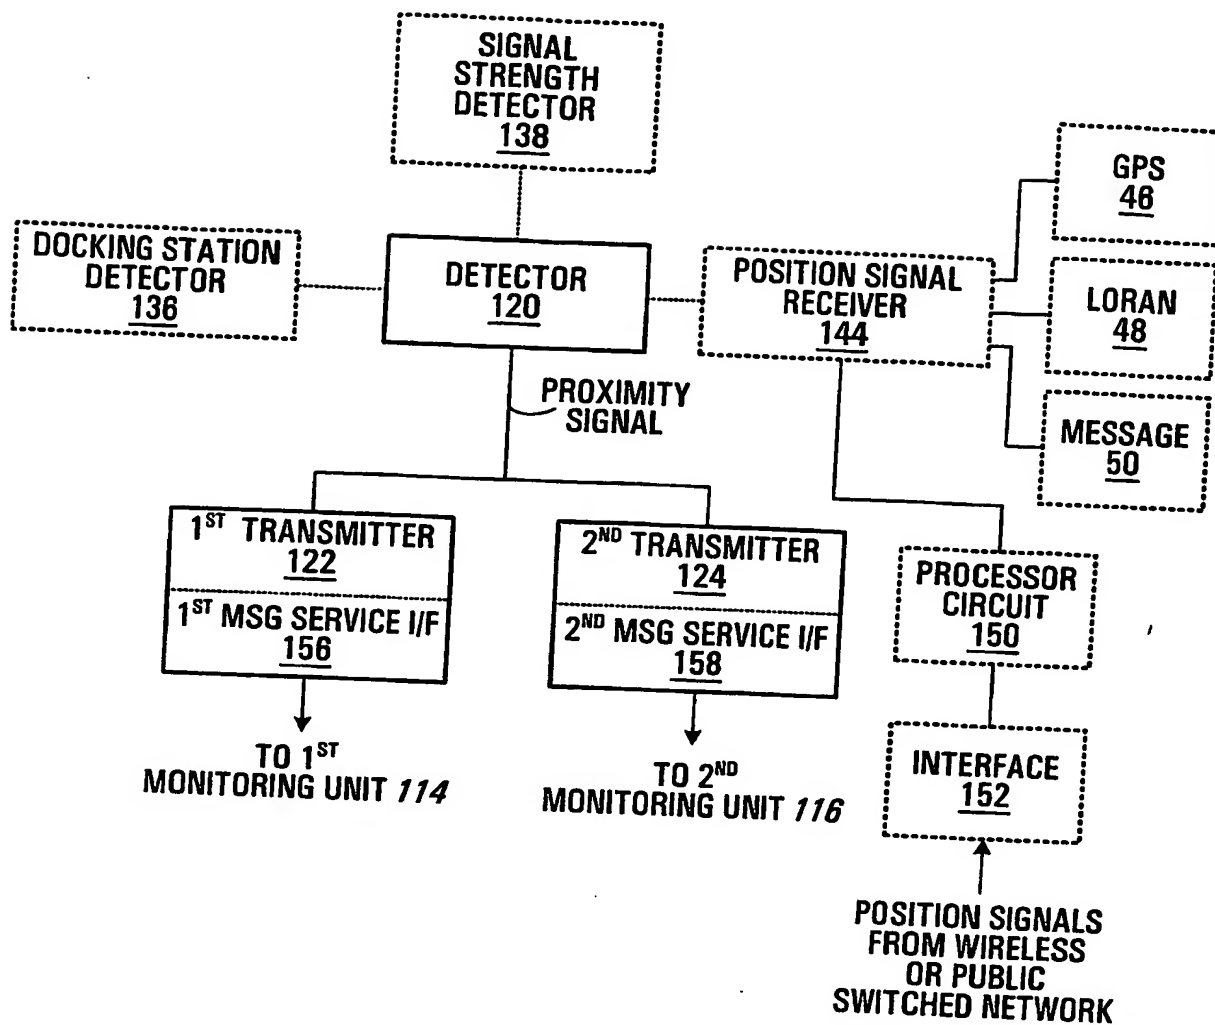 SIGNAL
STRENGTH
DETECTOR
138
GPS
46
DOCKING STATION
DETECTOR
136
DETECTOR
120
POSITION SIGNAL
RECEIVER
144
LORAN
48
MESSAGE
50
PROXIMITY
SIGNAL
1ST TRANSMITTER
122
1ST MSG SERVICE I/F
156
2ND TRANSMITTER
124
2ND MSG SERVICE I/F
158
PROCESSOR
CIRCUIT
150
TO 1ST
MONITORING UNIT 114
TO 2ND
MONITORING UNIT 116
INTERFACE
152
POSITION SIGNALS
FROM WIRELESS
OR PUBLIC
SWITCHED NETWORK